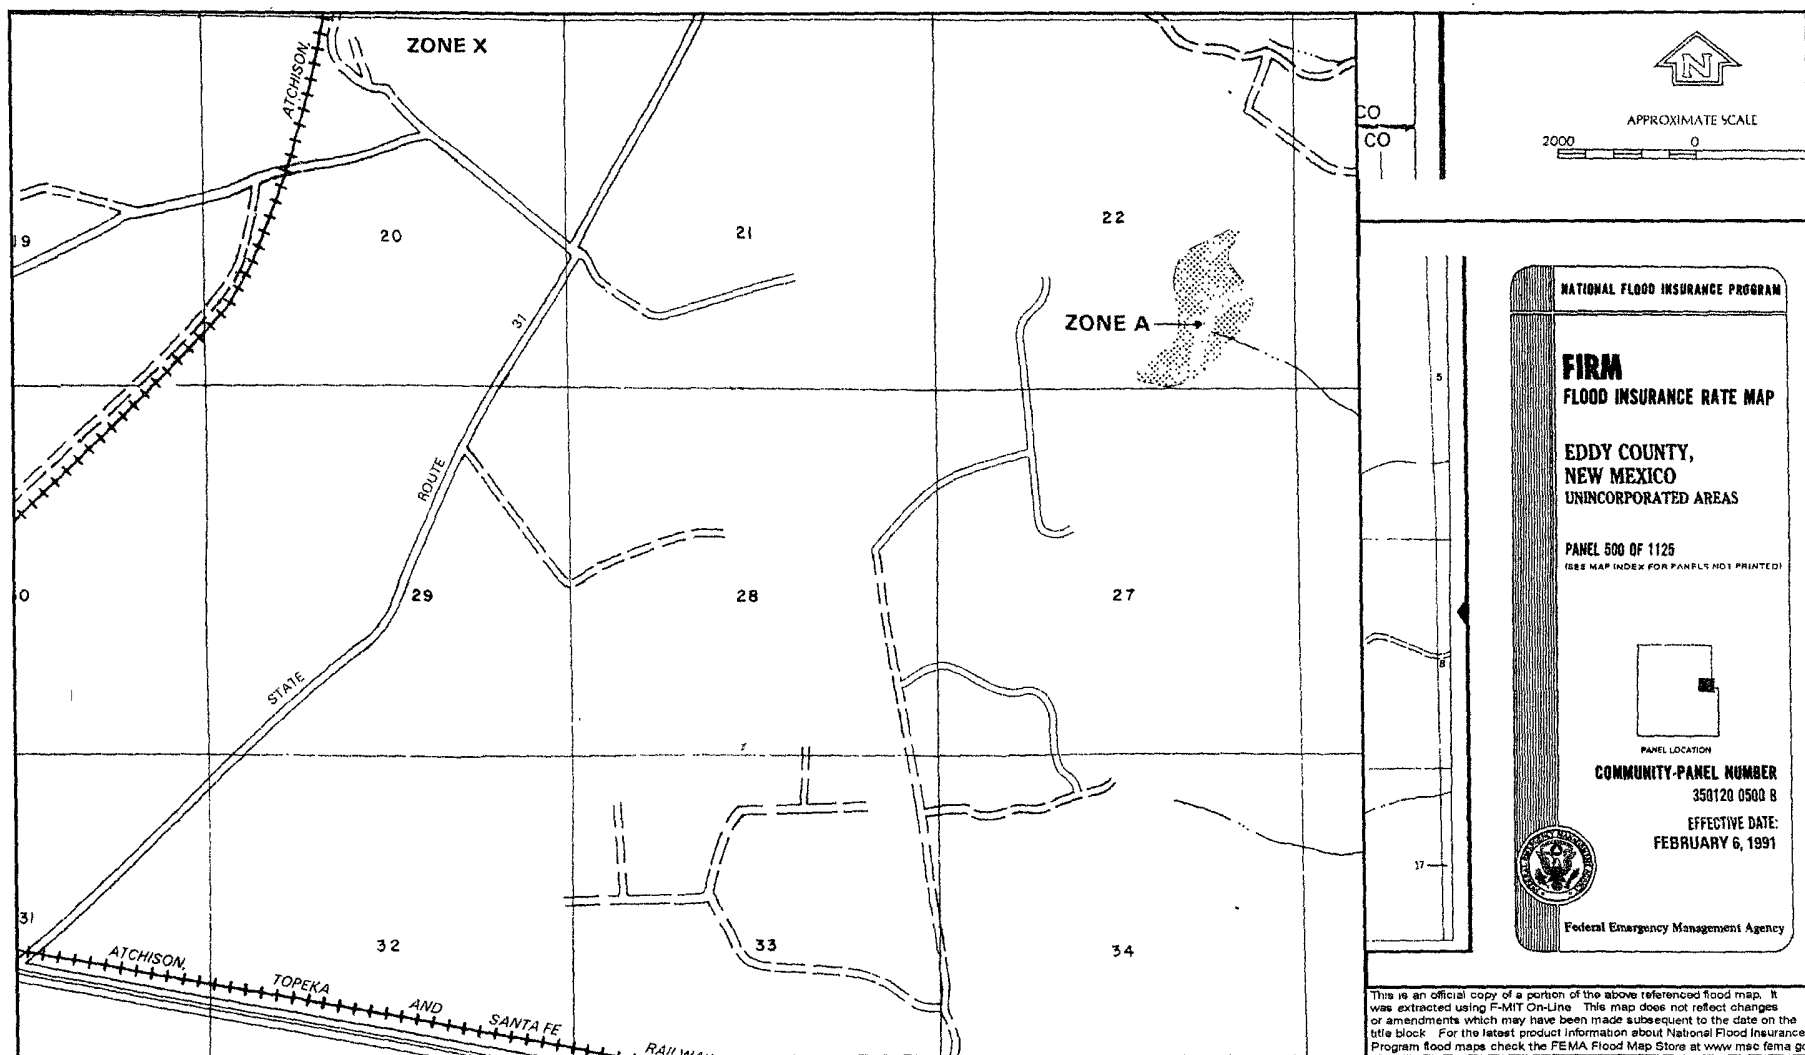 ZONE X
ATCHISON,
19
20
21
22
ZONE A
31
ROUTE
STATE
29
28
27
31
32
33
34
ATCHISON,
TOPEKA
AND
SANTA FE
CO
CO
5
8
17
N
APPROXIMATE SCALE
2000 0
NATIONAL FLOOD INSURANCE PROGRAM
FIRM
FLOOD INSURANCE RATE MAP
EDDY COUNTY,
NEW MEXICO
UNINCORPORATED AREAS
PANEL 500 OF 1125
(SEE MAP INDEX FOR PANELS NOT PRINTED)
PANEL LOCATION
COMMUNITY-PANEL NUMBER
350120 0500 B
EFFECTIVE DATE:
FEBRUARY 6, 1991
Federal Emergency Management Agency
This is an official copy of a portion of the above referenced flood map. It
was extracted using F-MIT On-Line This map does not reflect changes
or amendments which may have been made subsequent to the date on the
title block For the latest product information about National Flood Insurance
Program flood maps check the FEMA Flood Map Store at www msc fema go